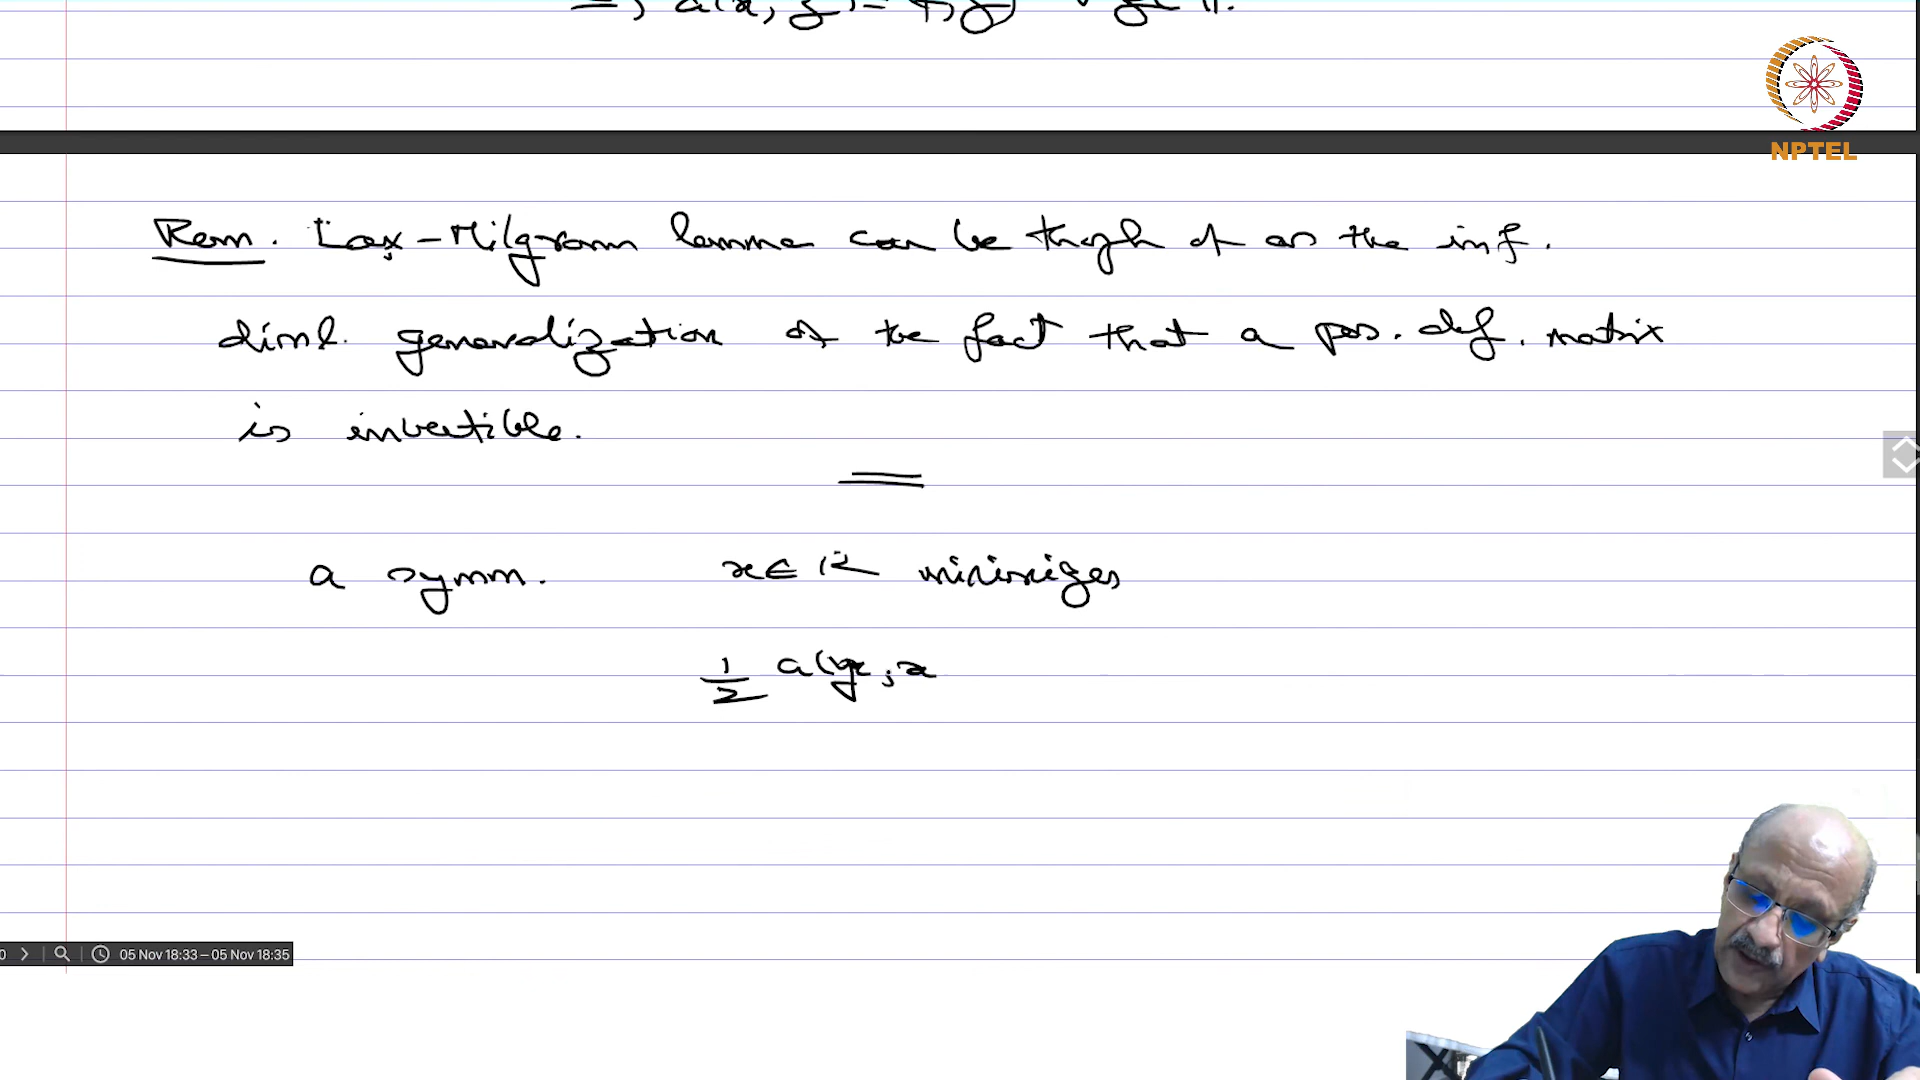 a(x, y) =
NPTEL
Rem. Lax-Milgram lemma can be thogh of as the inf.
diml. generalization of the fact that a pos. def. matrix
is invertible.
a symm. x ∈ K minimizes
1/2 a(x, x
05 Nov 18:33 – 05 Nov 18:35